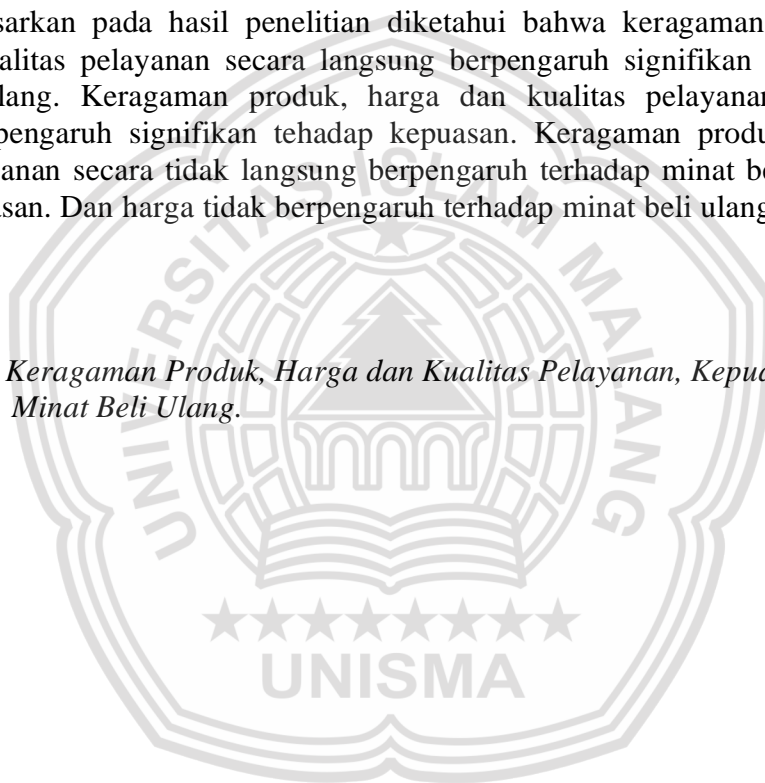 sarkan pada hasil penelitian diketahui bahwa keragaman
alitas pelayanan secara langsung berpengaruh signifikan
lang. Keragaman produk, harga dan kualitas pelayanan
pengaruh signifikan tehadap kepuasan. Keragaman produ
anan secara tidak langsung berpengaruh terhadap minat be
asan. Dan harga tidak berpengaruh terhadap minat beli ulang
Keragaman Produk, Harga dan Kualitas Pelayanan, Kepua
Minat Beli Ulang.
UNIVERSITAS ISLAM MALANG
UNISMA